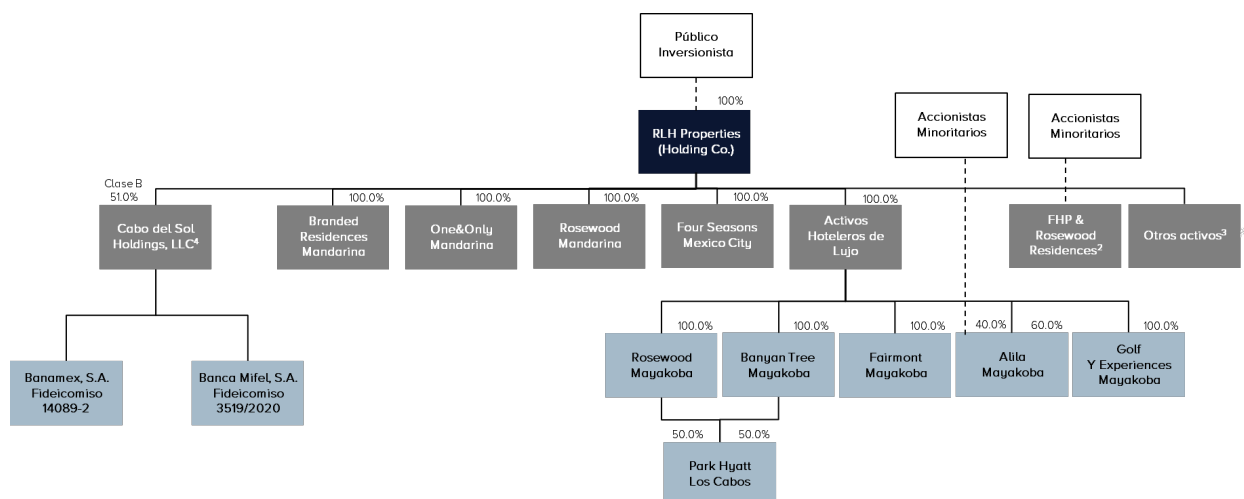 Público
Inversionista
100%
Accionistas
Minoritarios
Accionistas
Minoritarios
RLH Properties
(Holding Co.)
Clase B
51.0%
100.0%
100.0%
100.0%
100.0%
100.0%
Cabo del Sol
Holdings, LLC⁴
Branded
Residences
Mandarina
One&Only
Mandarina
Rosewood
Mandarina
Four Seasons
Mexico City
Activos
Hoteleros de
Lujo
FHP &
Rosewood
Residences²
Otros activos³
100.0%
100.0%
100.0%
40.0%
60.0%
100.0%
Rosewood
Mayakoba
Banyan Tree
Mayakoba
Fairmont
Mayakoba
Alila
Mayakoba
Golf
Y Experiences
Mayakoba
Banamex, S.A.
Fideicomiso
14089-2
Banca Mifel, S.A.
Fideicomiso
3519/2020
50.0%
50.0%
Park Hyatt
Los Cabos